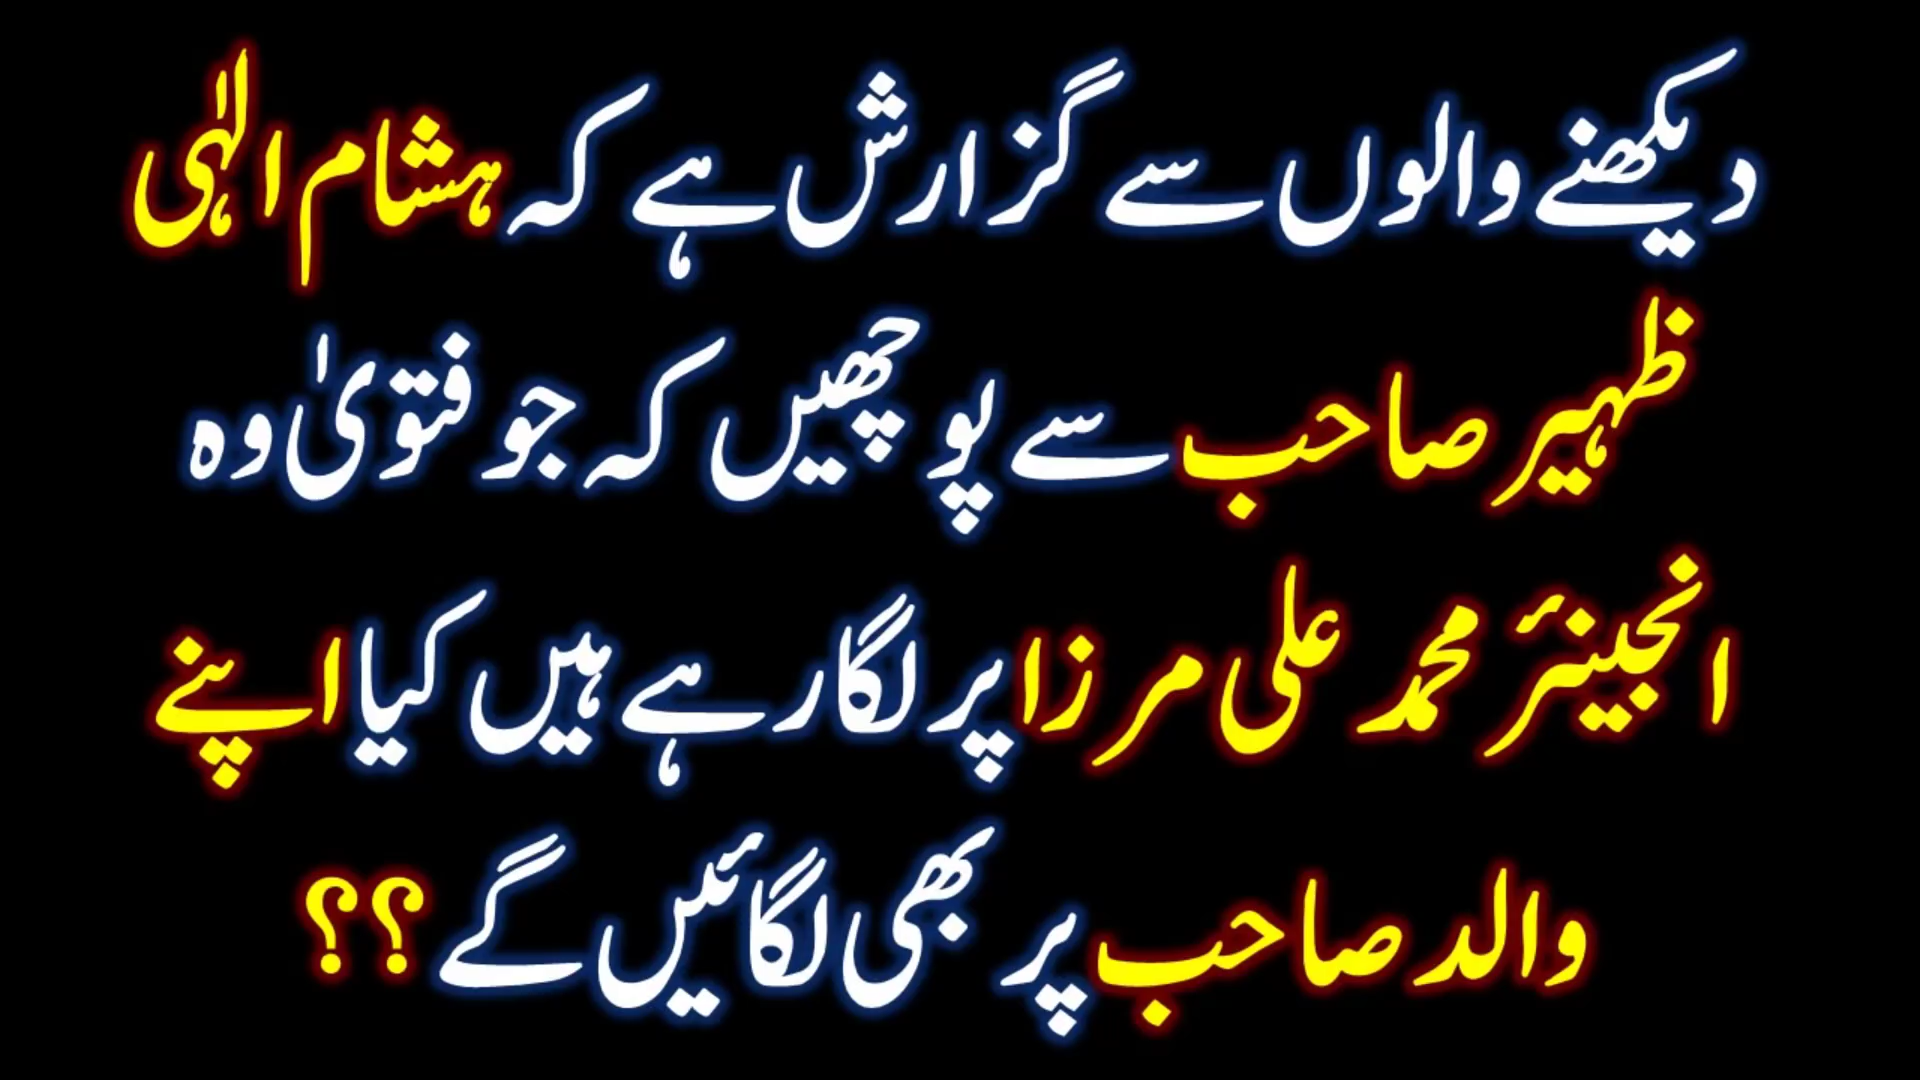 دیکھنے والوں سے گزارش ہے کہ ہشام الٰہی
ظہیر صاحب سے پوچھیں کہ جو فتویٰ وہ
انجینئر محمد علی مرزا پر لگا رہے ہیں کیا اپنے
والد صاحب پر بھی لگائیں گے؟؟